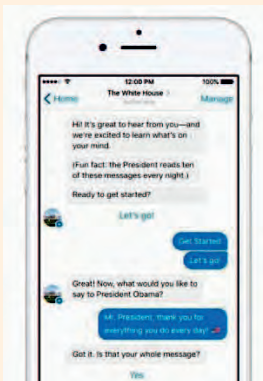 12:00 PM 100%
Home The White House Manage
Hi! It's great to hear from you—and
we're excited to learn what's on
your mind.
(Fun fact: the President reads ten
of these messages every night.)
Ready to get started?
Let's go!
Get Started
Let's go!
Great! Now, what would you like to
say to President Obama?
Mr. President, thank you for
everything you do every day! 🇺🇸
Got it. Is that your whole message?
Yes